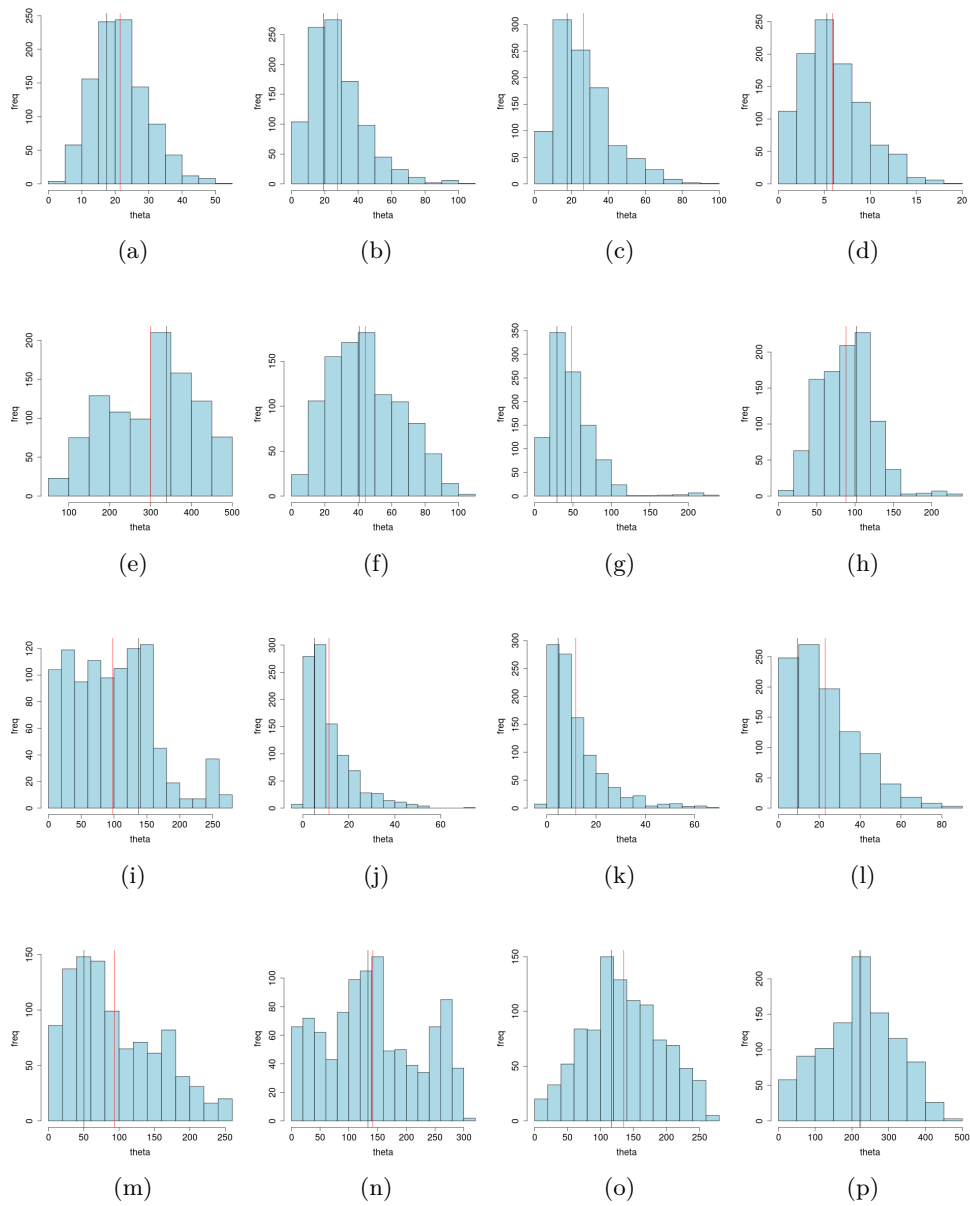 freq
0 50 100 150 200 250
0 10 20 30 40 50
theta
(a)
freq
0 50 100 150 200 250
0 20 40 60 80 100
theta
(b)
freq
0 50 100 150 200 250 300
0 20 40 60 80 100
theta
(c)
freq
0 50 100 150 200 250
0 5 10 15 20
theta
(d)
freq
0 50 100 150 200
100 200 300 400 500
theta
(e)
freq
0 50 100 150
0 20 40 60 80 100
theta
(f)
freq
0 50 100 150 200 250 300 350
0 50 100 150 200
theta
(g)
freq
0 50 100 150 200
0 50 100 150 200
theta
(h)
freq
0 20 40 60 80 100 120
0 50 100 150 200 250
theta
(i)
freq
0 50 100 150 200 250 300
0 20 40 60
theta
(j)
freq
0 50 100 150 200 250 300
0 20 40 60
theta
(k)
freq
0 50 100 150 200 250
0 20 40 60 80
theta
(l)
freq
0 50 100 150
0 50 100 150 200 250
theta
(m)
freq
0 20 40 60 80 100
0 50 100 150 200 250 300
theta
(n)
freq
0 50 100 150
0 50 100 150 200 250
theta
(o)
freq
0 50 100 150 200
0 100 200 300 400 500
theta
(p)